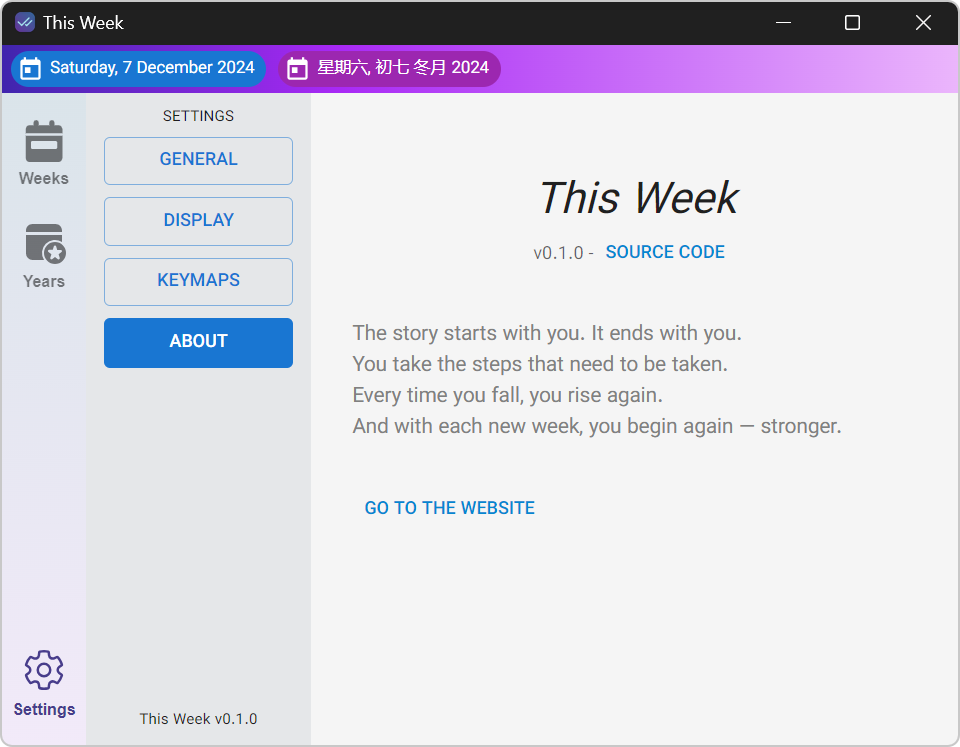 This Week
Saturday, 7 December 2024
星期六, 初七 冬月 2024
Weeks
Years
Settings
SETTINGS
GENERAL
DISPLAY
KEYMAPS
ABOUT
This Week v0.1.0
This Week
v0.1.0 - SOURCE CODE
The story starts with you. It ends with you.
You take the steps that need to be taken.
Every time you fall, you rise again.
And with each new week, you begin again — stronger.
GO TO THE WEBSITE